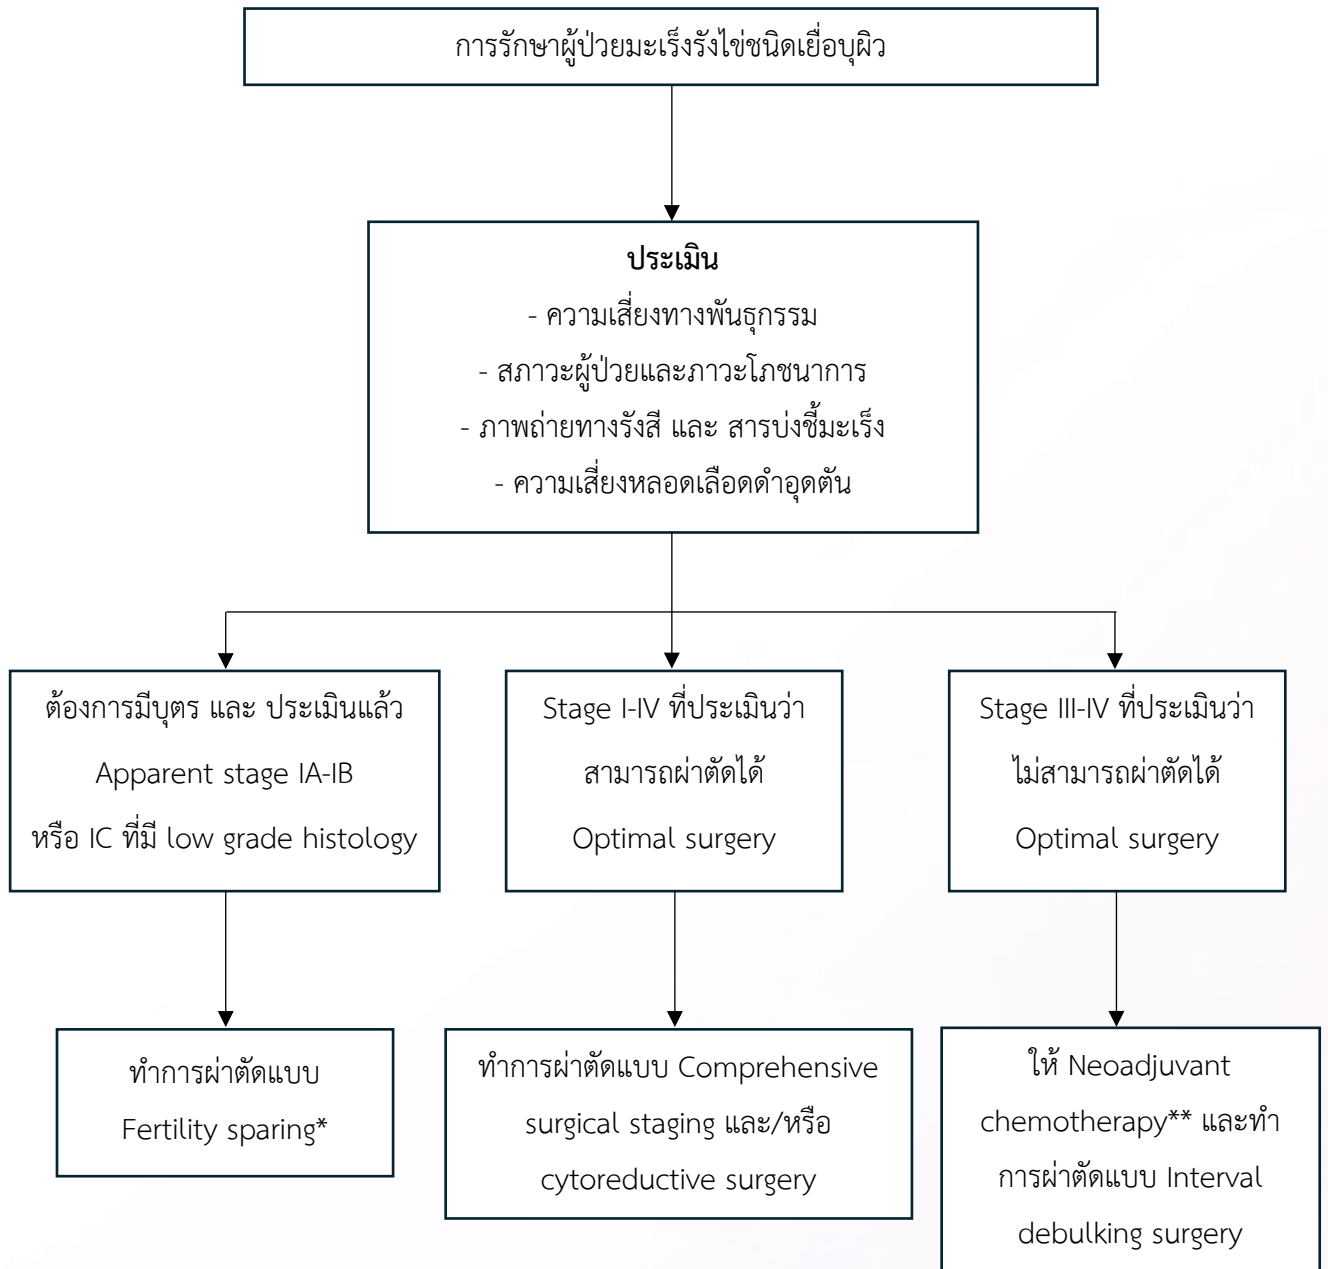 การรักษาผู้ป่วยมะเร็งรังไข่ชนิดเยื่อบุผิว
ประเมิน
- ความเสี่ยงทางพันธุกรรม
- สภาวะผู้ป่วยและภาวะโภชนาการ
- ภาพถ่ายทางรังสี และ สารบ่งชี้มะเร็ง
- ความเสี่ยงหลอดเลือดดำอุดตัน
ต้องการมีบุตร และ ประเมินแล้ว
Apparent stage IA-IB
หรือ IC ที่มี low grade histology
Stage I-IV ที่ประเมินว่า
สามารถผ่าตัดได้
Optimal surgery
Stage III-IV ที่ประเมินว่า
ไม่สามารถผ่าตัดได้
Optimal surgery
ทำการผ่าตัดแบบ
Fertility sparing*
ทำการผ่าตัดแบบ Comprehensive
surgical staging และ/หรือ
cytoreductive surgery
ให้ Neoadjuvant
chemotherapy** และทำ
การผ่าตัดแบบ Interval
debulking surgery